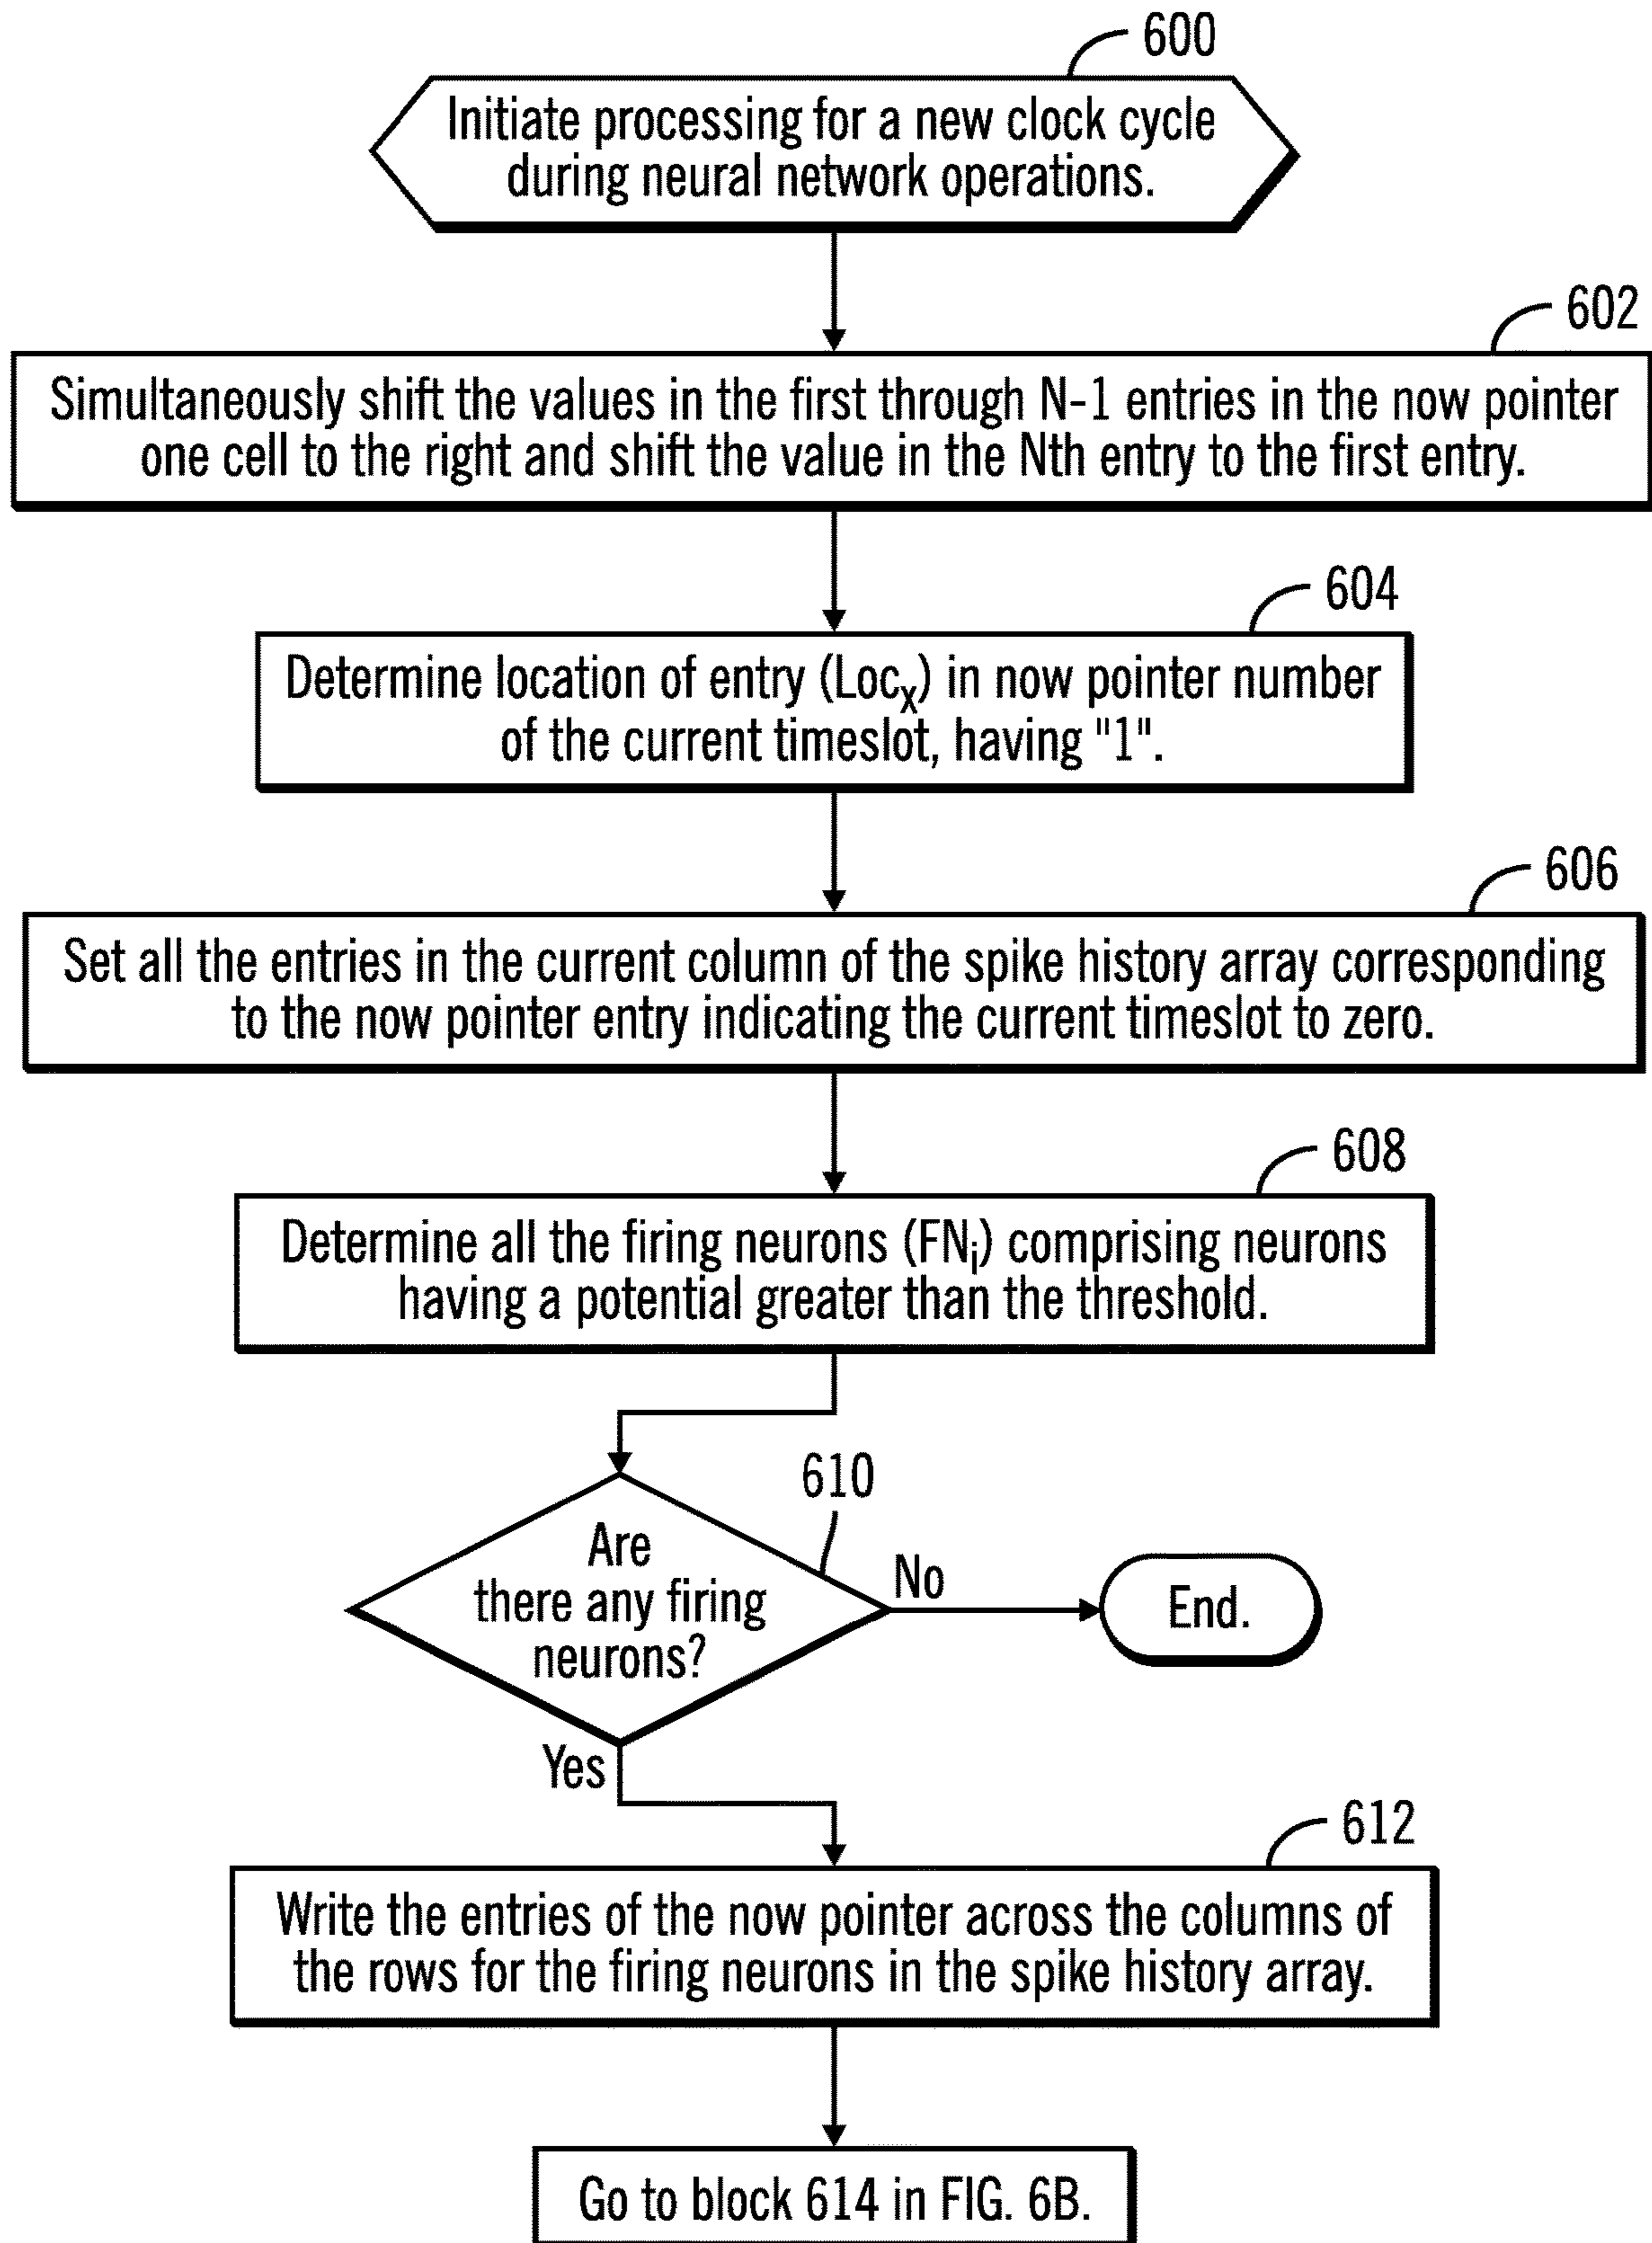 600
Initiate processing for a new clock cycle
during neural network operations.
602
Simultaneously shift the values in the first through N-1 entries in the now pointer
one cell to the right and shift the value in the Nth entry to the first entry.
604
Determine location of entry (Locx) in now pointer number
of the current timeslot, having "1".
606
Set all the entries in the current column of the spike history array corresponding
to the now pointer entry indicating the current timeslot to zero.
608
Determine all the firing neurons (FNi) comprising neurons
having a potential greater than the threshold.
610
Are
there any firing
neurons?
No
End.
Yes
612
Write the entries of the now pointer across the columns of
the rows for the firing neurons in the spike history array.
Go to block 614 in FIG. 6B.